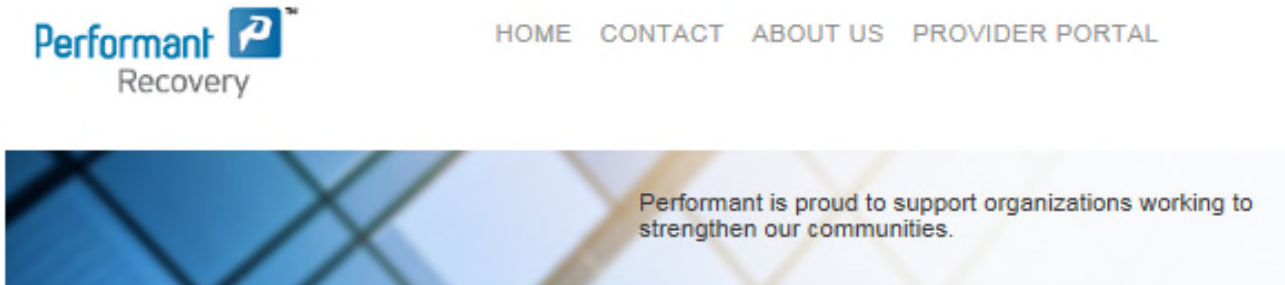 Performant P ™
Recovery
HOME CONTACT ABOUT US PROVIDER PORTAL
Performant is proud to support organizations working to
strengthen our communities.